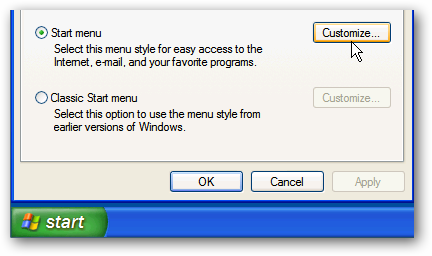 Start menu
Customize...
Select this menu style for easy access to the
Internet, e-mail, and your favorite programs.
Classic Start menu
Customize...
Select this option to use the menu style from
earlier versions of Windows.
OK
Cancel
Apply
start